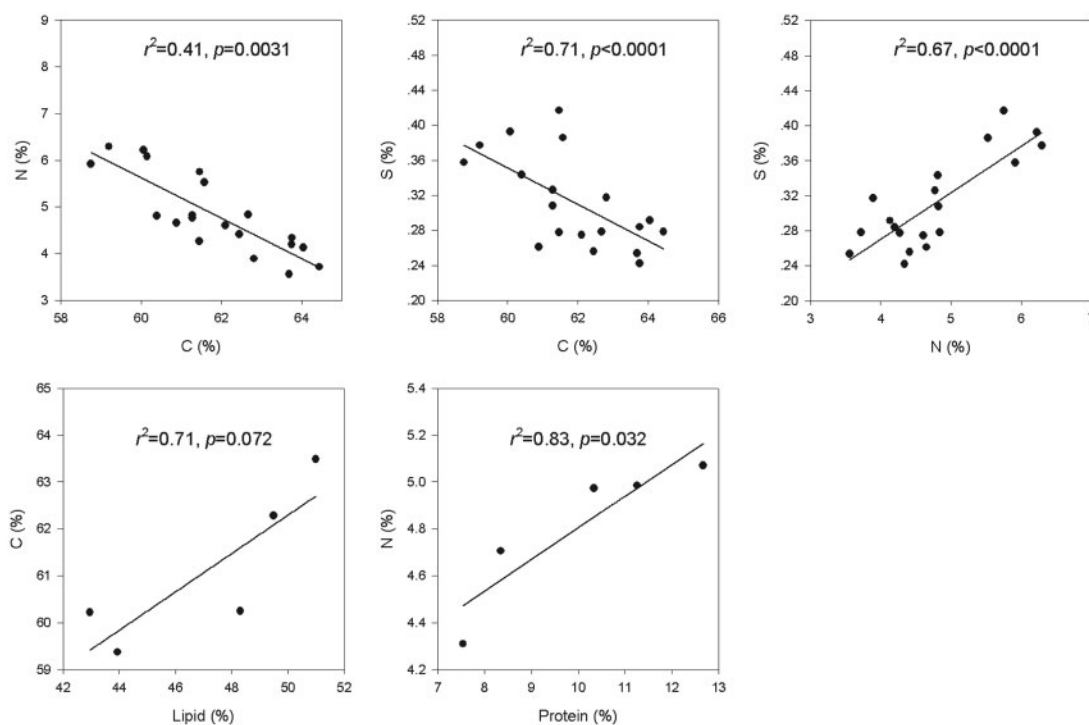 r²=0.41, p=0.0031
N (%)
9
8
7
6
5
4
3
58 60 62 64
C (%)
r²=0.71, p<0.0001
S (%)
.52
.48
.44
.40
.36
.32
.28
.24
.20
58 60 62 64 66
C (%)
r²=0.67, p<0.0001
S (%)
.52
.48
.44
.40
.36
.32
.28
.24
.20
3 4 5 6 7
N (%)
r²=0.71, p=0.072
C (%)
65
64
63
62
61
60
59
42 44 46 48 50 52
Lipid (%)
r²=0.83, p=0.032
N (%)
5.4
5.2
5.0
4.8
4.6
4.4
4.2
7 8 9 10 11 12 13
Protein (%)